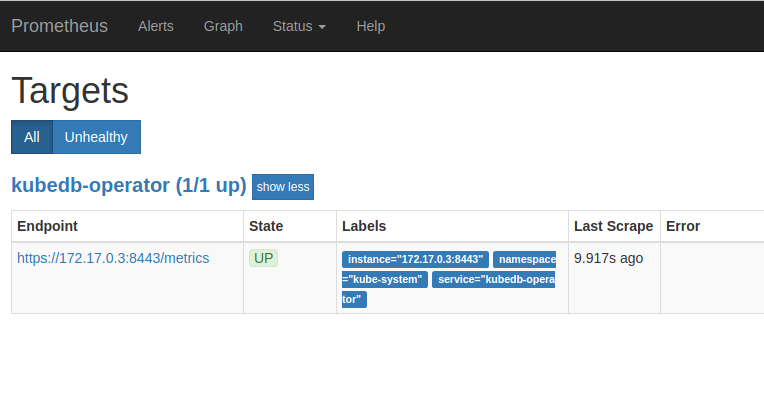 Prometheus Alerts Graph Status Help
Targets
All Unhealthy
kubedb-operator (1/1 up) show less
Endpoint State Labels Last Scrape Error
https://172.17.0.3:8443/metrics UP instance="172.17.0.3:8443" namespace 9.917s ago
="kube-system" service="kubedb-opera
tor"